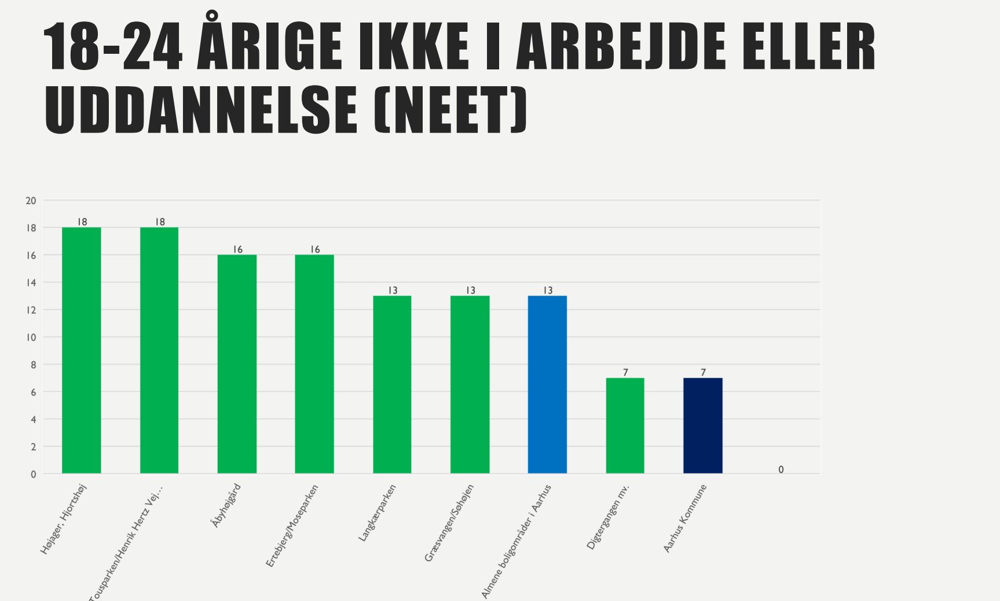 18-24 ÅRIGE IKKE I ARBEJDE ELLER
UDDANNELSE (NEET)
20
18
16
14
12
10
8
6
4
2
0
18
18
16
16
13
13
13
7
7
0
Højager, Hjortshøj
Tousparken/Henrik Hertz Vej…
Åbyhøjgård
Ertebjerg/Moseparken
Langkærparken
Græsvangen/Søhøjen
Almene boligområder i Aarhus
Digtergangen mv.
Aarhus Kommune